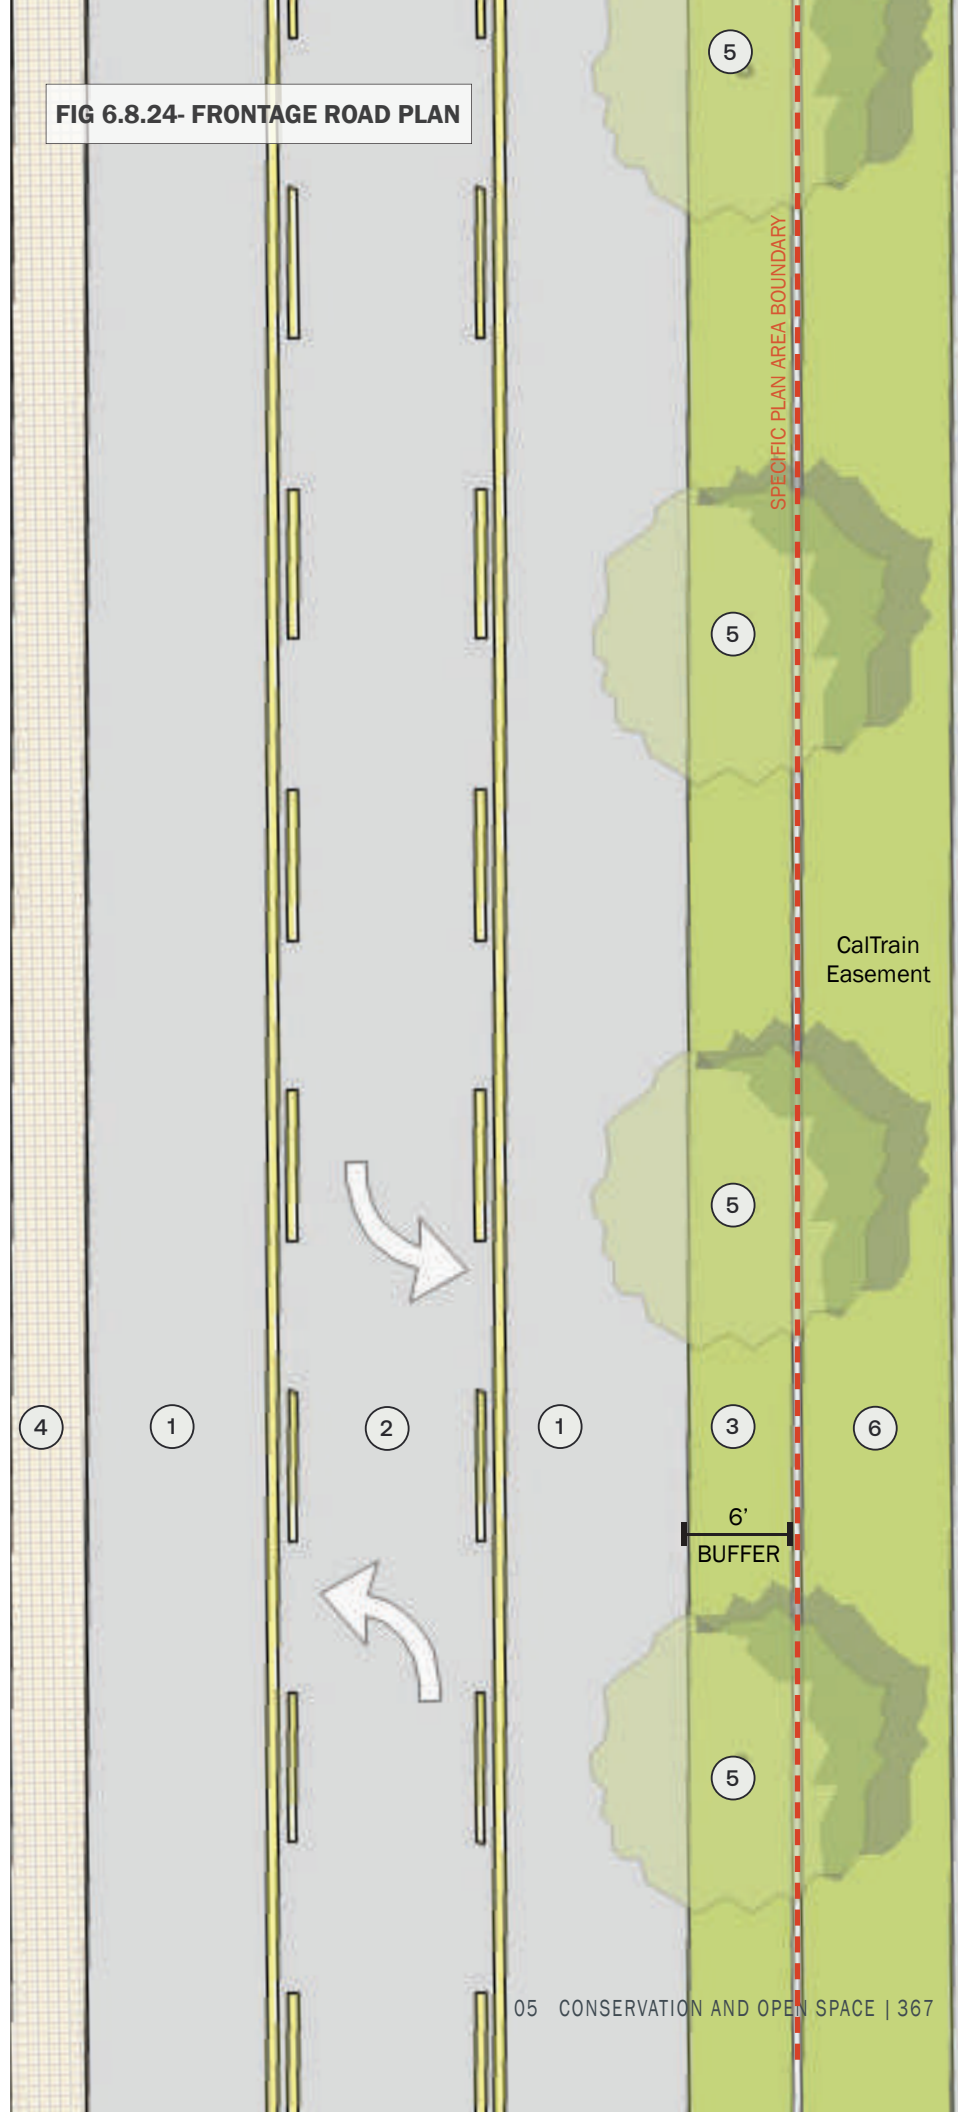 5
FIG 6.8.24- FRONTAGE ROAD PLAN
SPECIFIC PLAN AREA BOUNDARY
5
CalTrain
Easement
5
4
1
2
1
3
6
6’
BUFFER
5
05 CONSERVATION AND OPEN SPACE | 367